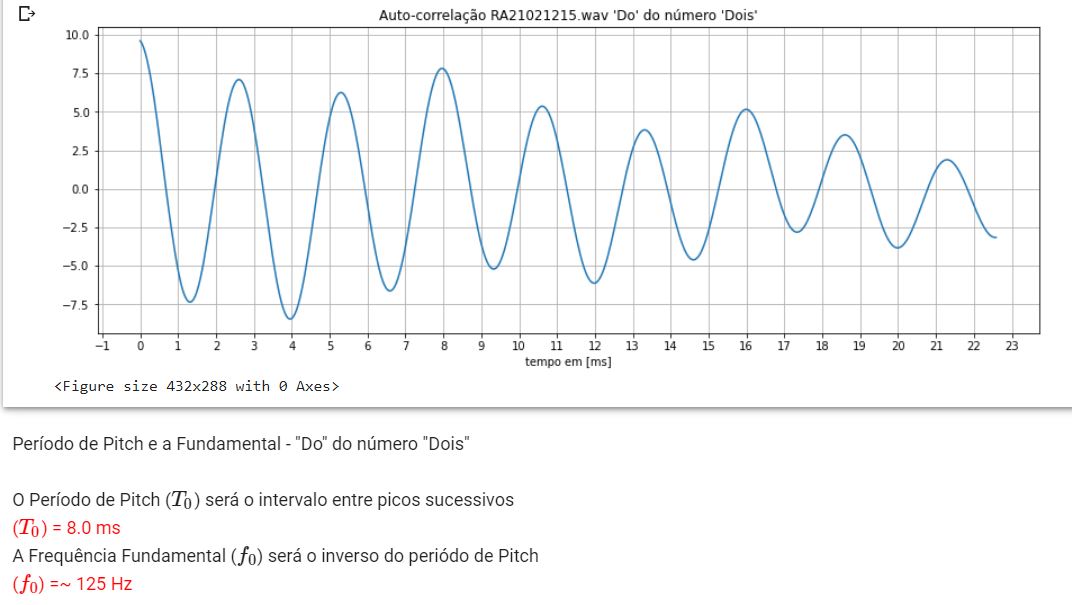 Auto-correlação RA21021215.wav 'Do' do número 'Dois'
10.0
7.5
5.0
2.5
0.0
−2.5
−5.0
−7.5
−1 0 1 2 3 4 5 6 7 8 9 10 11 12 13 14 15 16 17 18 19 20 21 22 23
tempo em [ms]
<Figure size 432x288 with 0 Axes>
Período de Pitch e a Fundamental - "Do" do número "Dois"
O Período de Pitch (T₀) será o intervalo entre picos sucessivos
(T₀) = 8.0 ms
A Frequência Fundamental (f₀) será o inverso do periódo de Pitch
(f₀) =~ 125 Hz